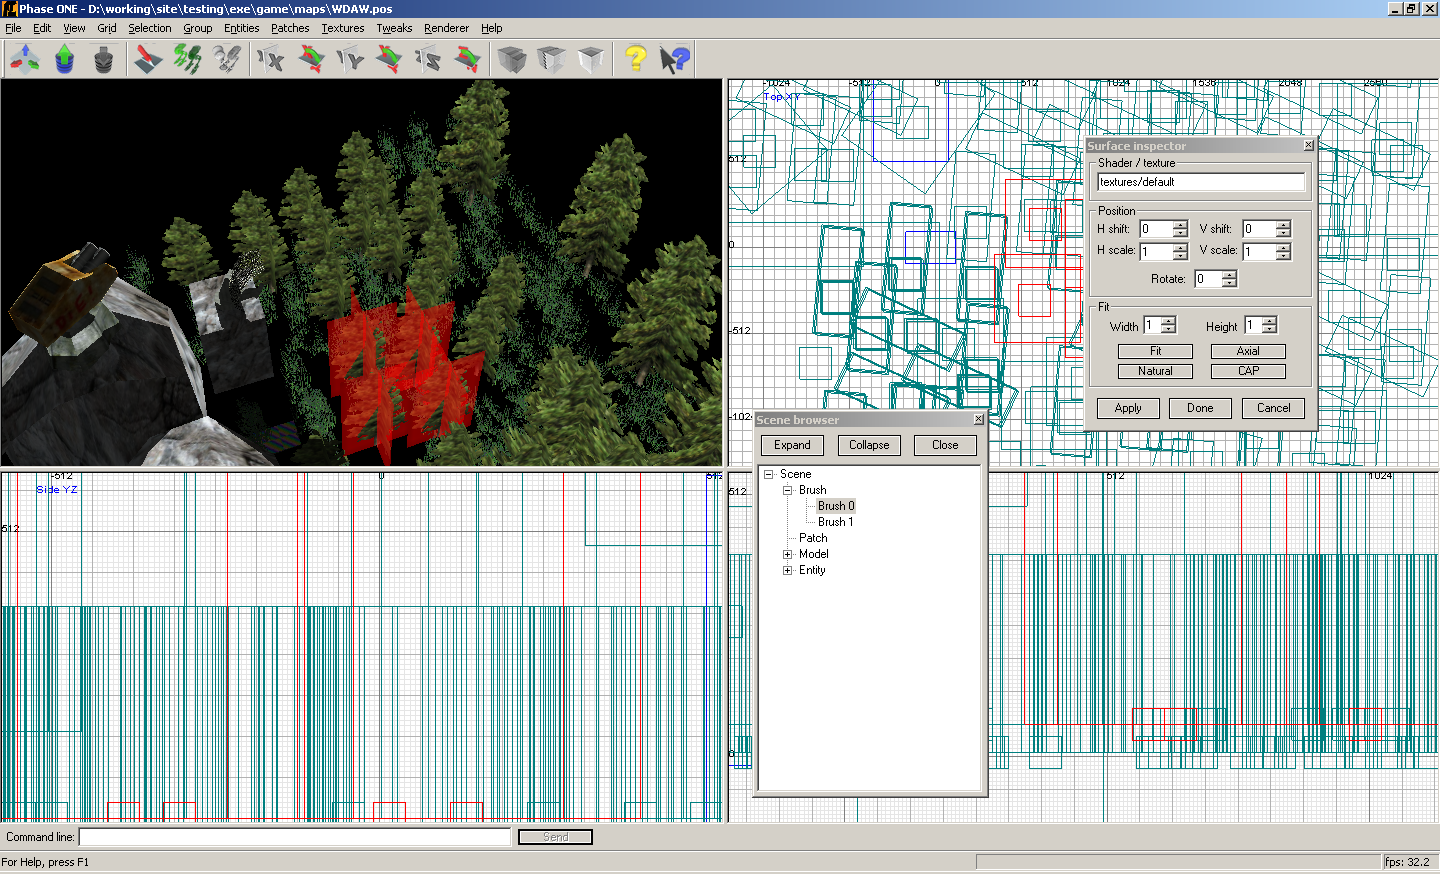 Phase ONE - D:\working\site\testing\exe\game\maps\WDAW.pos
File Edit View Grid Selection Group Entities Patches Textures Tweaks Renderer Help
-1024 -512 0 512 1024 1536 2048 2560
Top XY
512
0
-512
-102
Surface inspector
Shader / texture
textures/default
Position
H shift: 0 V shift: 0
H scale: 1 V scale: 1
Rotate: 0
Fit
Width 1 Height 1
Fit Axial
Natural CAP
Apply Done Cancel
Scene browser
Expand Collapse Close
Scene
Brush
Brush 0
Brush 1
Patch
Model
Entity
-512 0 512
Side YZ
512
512 512 1024
Command line: Send
For Help, press F1
fps: 32.2